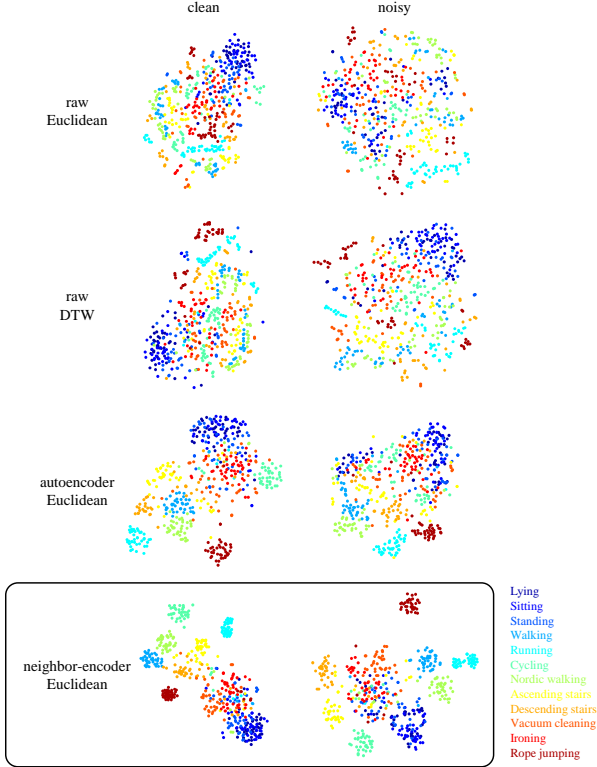 clean
noisy
raw
Euclidean
raw
DTW
autoencoder
Euclidean
neighbor-encoder
Euclidean
Lying
Sitting
Standing
Walking
Running
Cycling
Nordic walking
Ascending stairs
Descending stairs
Vacuum cleaning
Ironing
Rope jumping